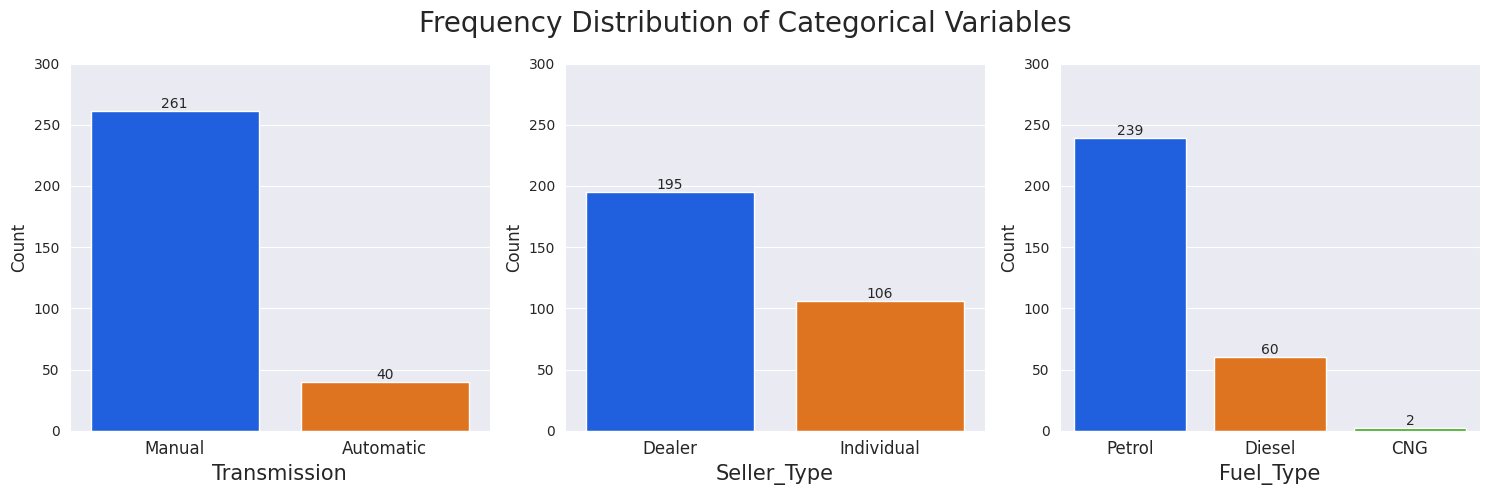 Frequency Distribution of Categorical Variables
300
250
200
150
100
50
0
Count
261
40
Manual Automatic
Transmission
300
250
200
150
100
50
0
Count
195
106
Dealer Individual
Seller_Type
300
250
200
150
100
50
0
Count
239
60
2
Petrol Diesel CNG
Fuel_Type